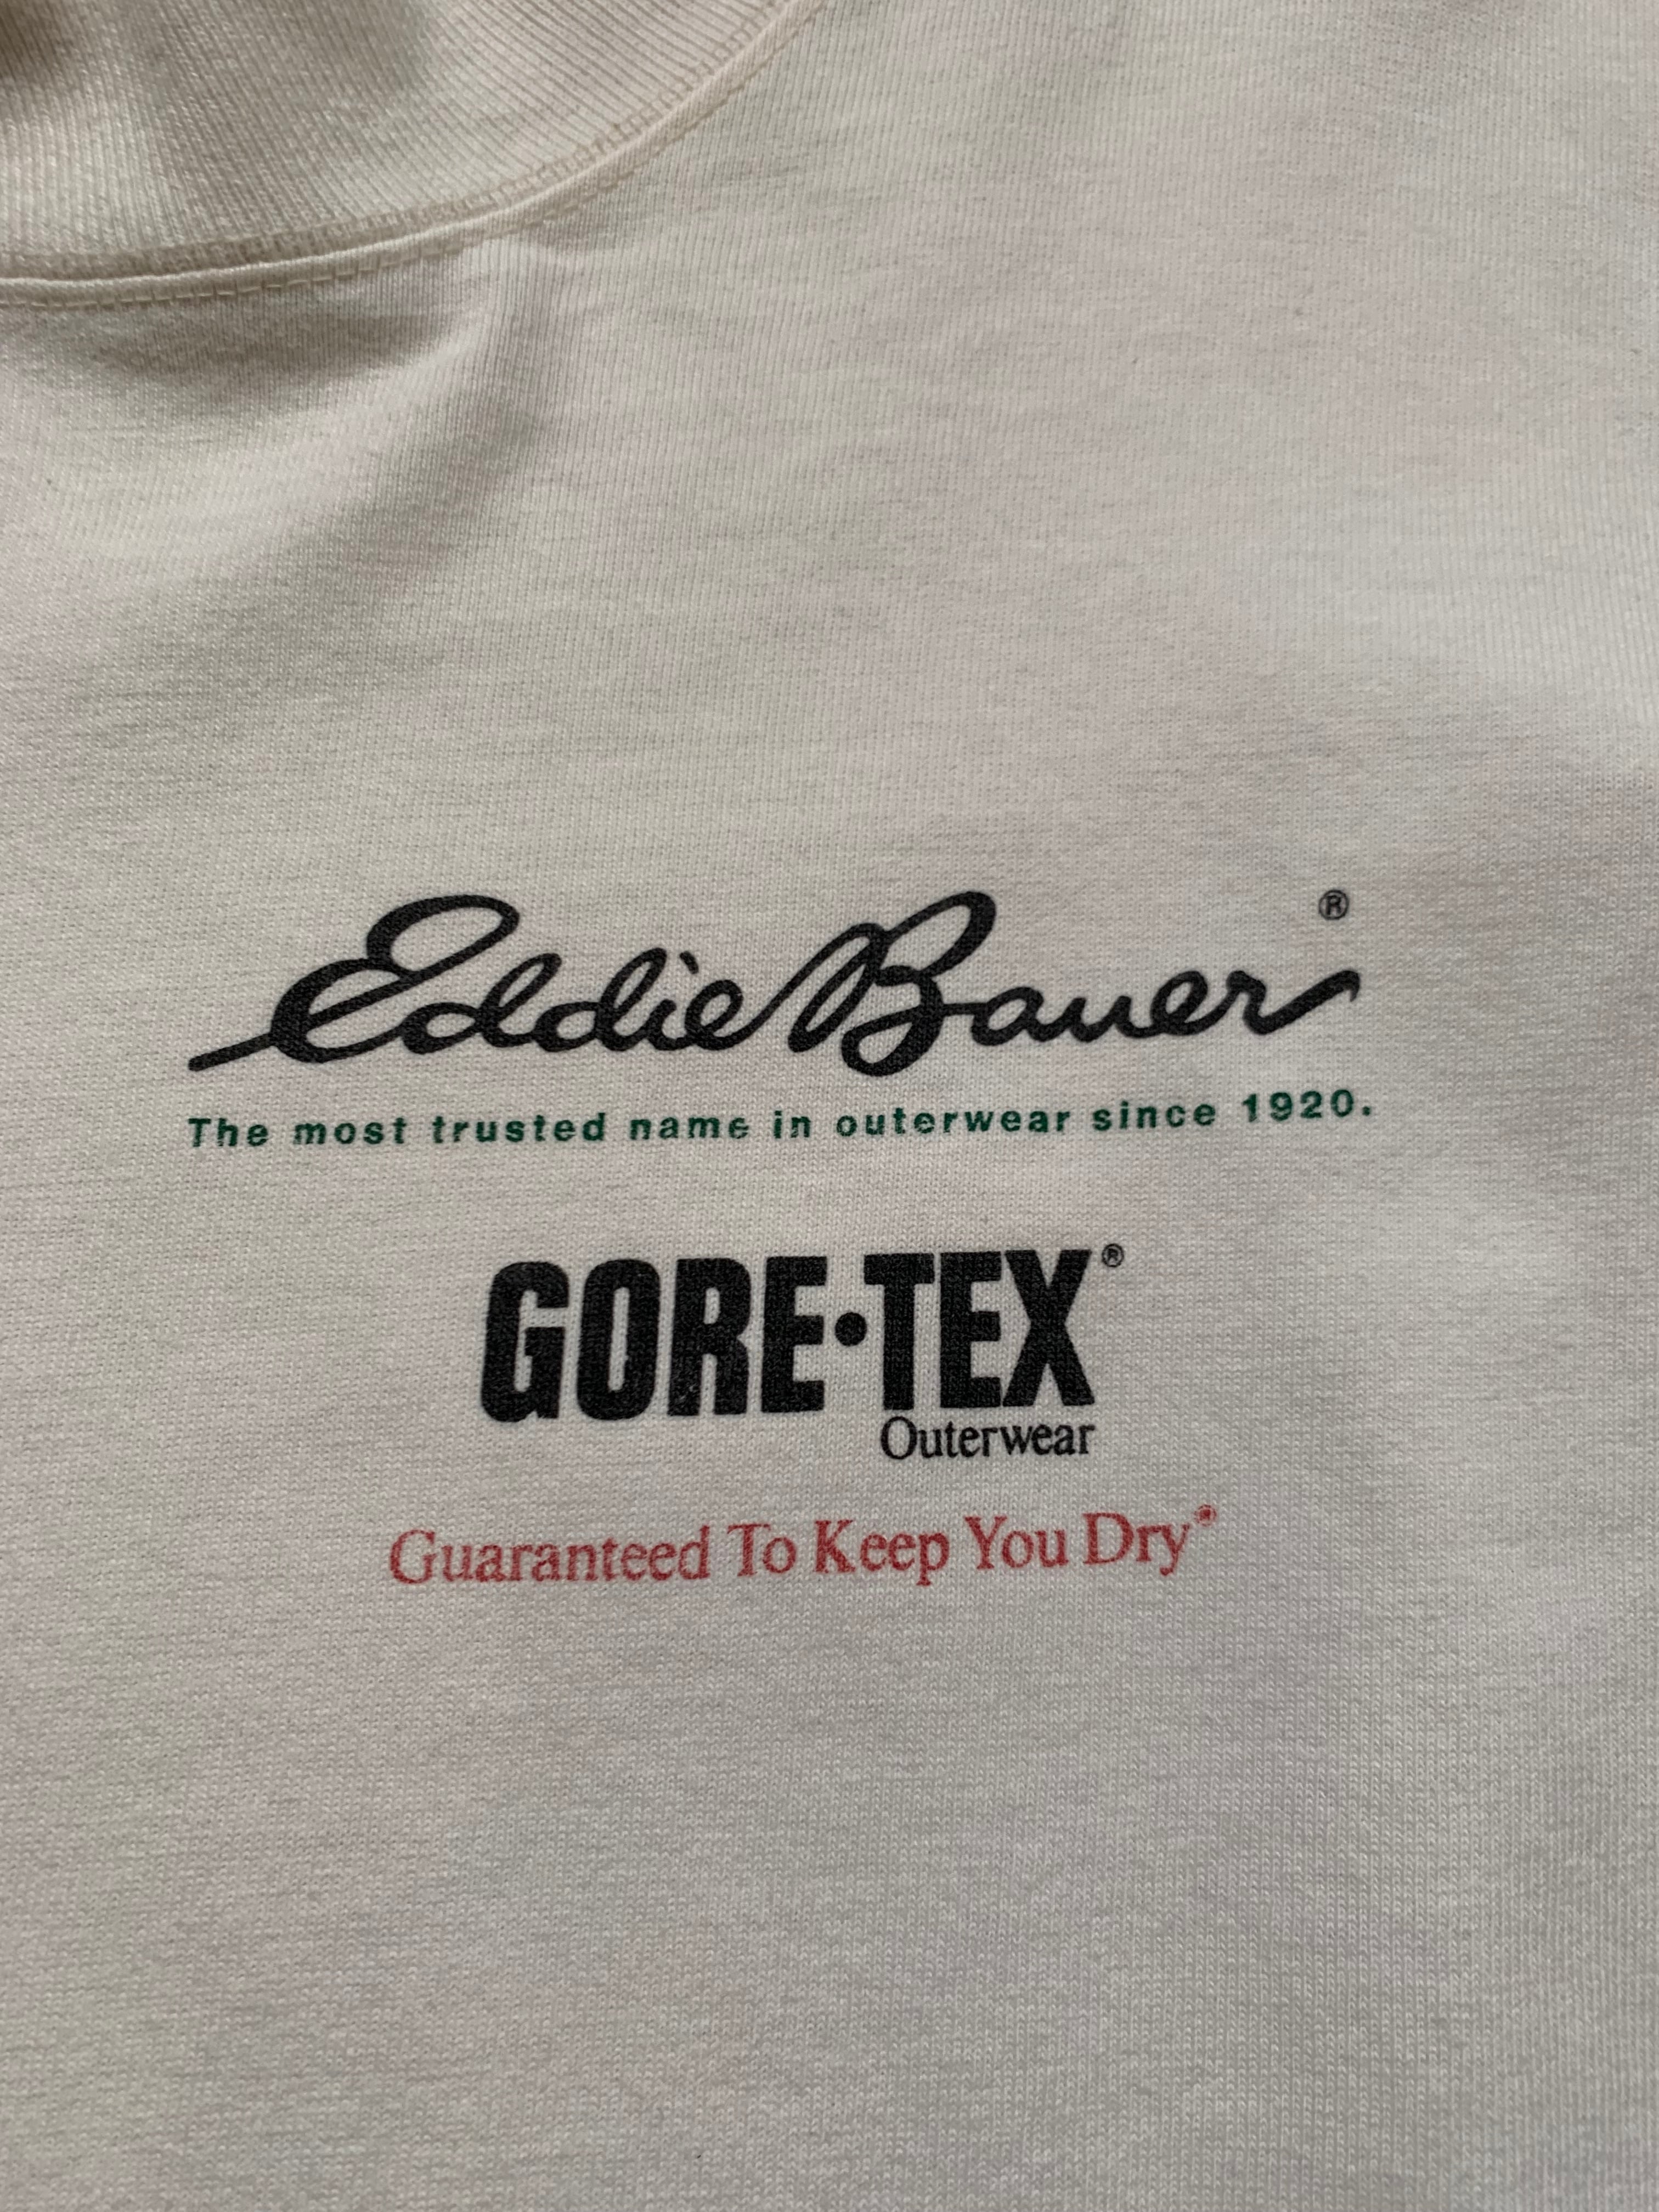 Eddie Bauer®
The most trusted name in outerwear since 1920.
GORE•TEX®
Outerwear
Guaranteed To Keep You Dry®